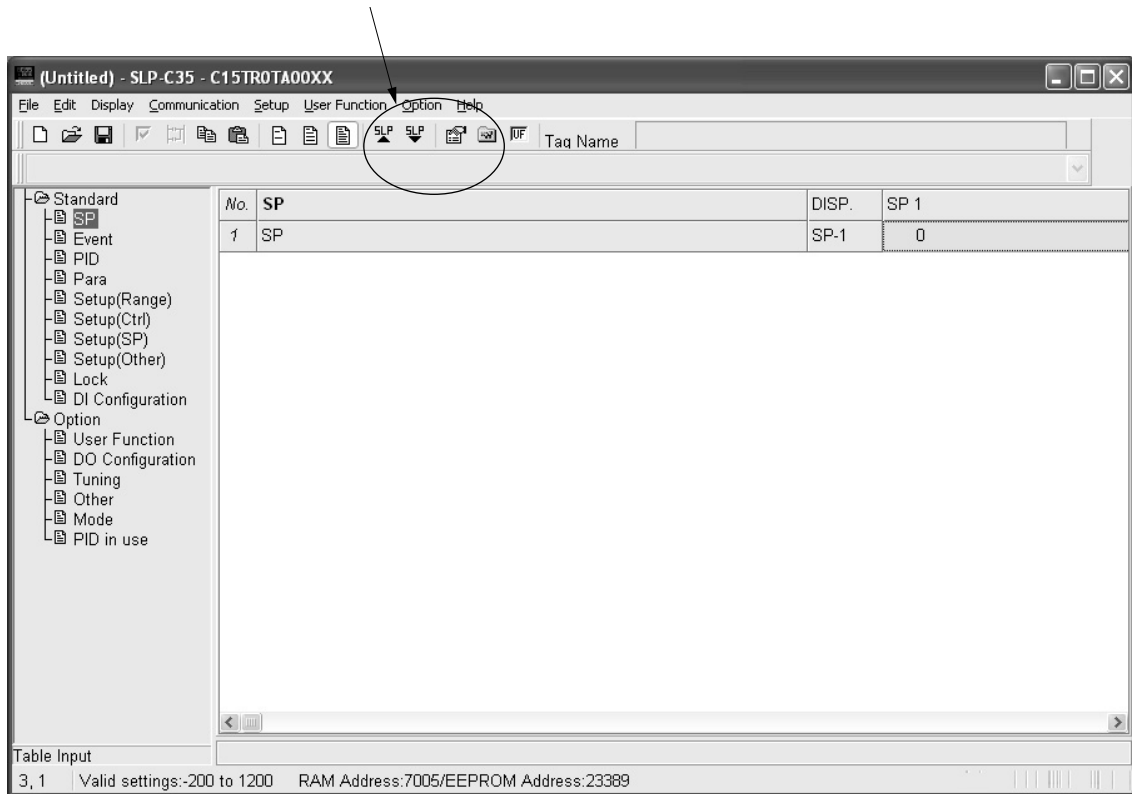 (Untitled) - SLP-C35 - C15TR0TA00XX
File Edit Display Communication Setup User Function Option Help
SLP SLP UF Tag Name
Standard
SP
Event
PID
Para
Setup(Range)
Setup(Ctrl)
Setup(SP)
Setup(Other)
Lock
DI Configuration
Option
User Function
DO Configuration
Tuning
Other
Mode
PID in use
No. SP DISP. SP 1
1 SP SP-1 0
Table Input
3, 1 Valid settings:-200 to 1200 RAM Address:7005/EEPROM Address:23389